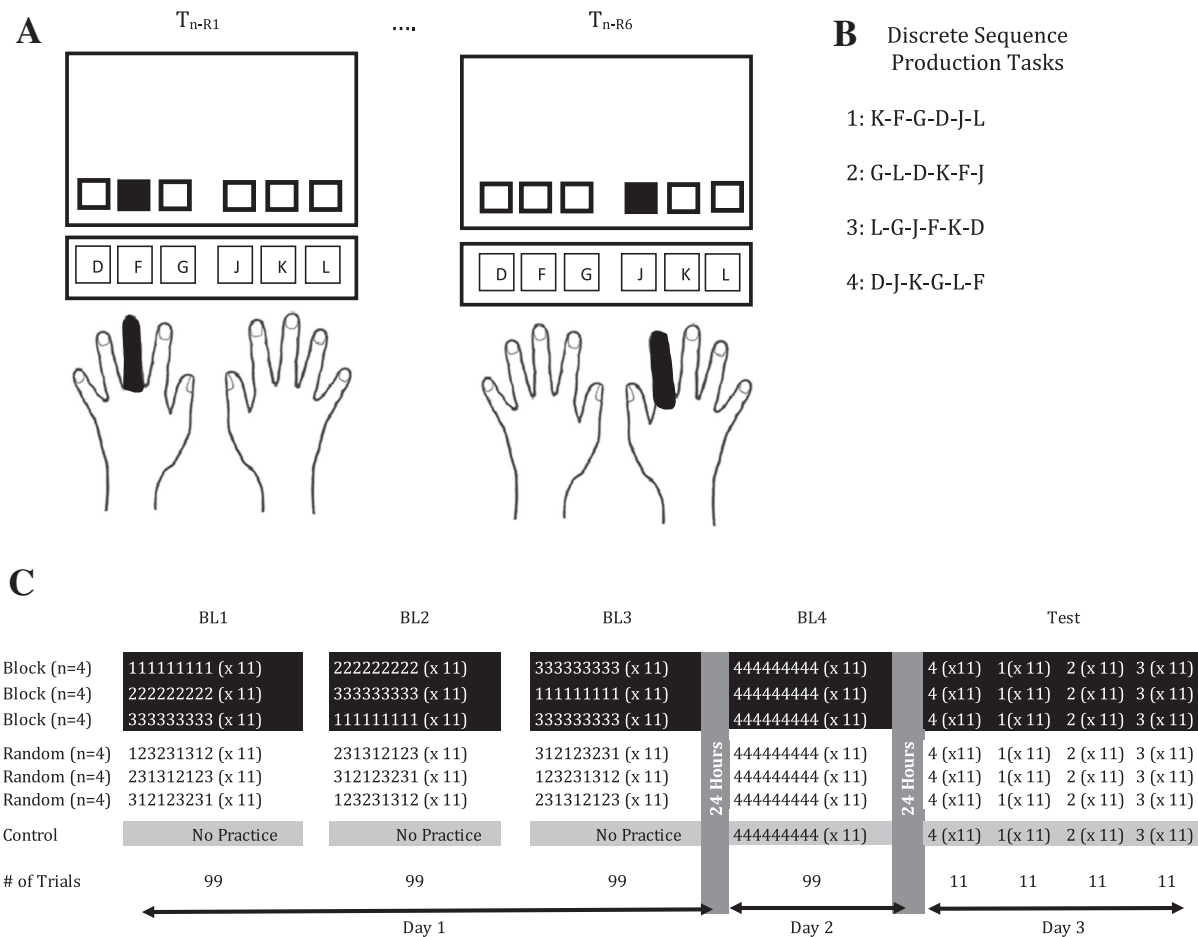 A
T_n-R1
....
T_n-R6
D F G J K L
D F G J K L
B
Discrete Sequence
Production Tasks
1: K-F-G-D-J-L
2: G-L-D-K-F-J
3: L-G-J-F-K-D
4: D-J-K-G-L-F
C
BL1 BL2 BL3 BL4 Test
Block (n=4) 111111111 (x 11) 222222222 (x 11) 333333333 (x 11) 444444444 (x 11) 4 (x11) 1(x 11) 2 (x 11) 3 (x 11)
Block (n=4) 222222222 (x 11) 333333333 (x 11) 111111111 (x 11) 444444444 (x 11) 4 (x11) 1(x 11) 2 (x 11) 3 (x 11)
Block (n=4) 333333333 (x 11) 111111111 (x 11) 333333333 (x 11) 444444444 (x 11) 4 (x11) 1(x 11) 2 (x 11) 3 (x 11)
Random (n=4) 123231312 (x 11) 231312123 (x 11) 312123231 (x 11) 444444444 (x 11) 4 (x11) 1(x 11) 2 (x 11) 3 (x 11)
Random (n=4) 231312123 (x 11) 312123231 (x 11) 123231312 (x 11) 444444444 (x 11) 4 (x11) 1(x 11) 2 (x 11) 3 (x 11)
Random (n=4) 312123231 (x 11) 123231312 (x 11) 231312123 (x 11) 444444444 (x 11) 4 (x11) 1(x 11) 2 (x 11) 3 (x 11)
Control No Practice No Practice No Practice 444444444 (x 11) 4 (x11) 1(x 11) 2 (x 11) 3 (x 11)
24 Hours
24 Hours
# of Trials 99 99 99 99 11 11 11 11
Day 1 Day 2 Day 3